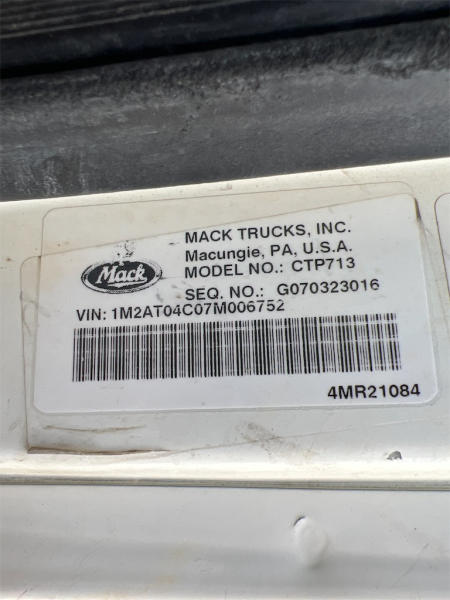 MACK TRUCKS, INC.
Macungie, PA, U.S.A.
Mack
MODEL NO.: CTP713
SEQ. NO.: G070323016
VIN: 1M2AT04C07M006752
4MR21084